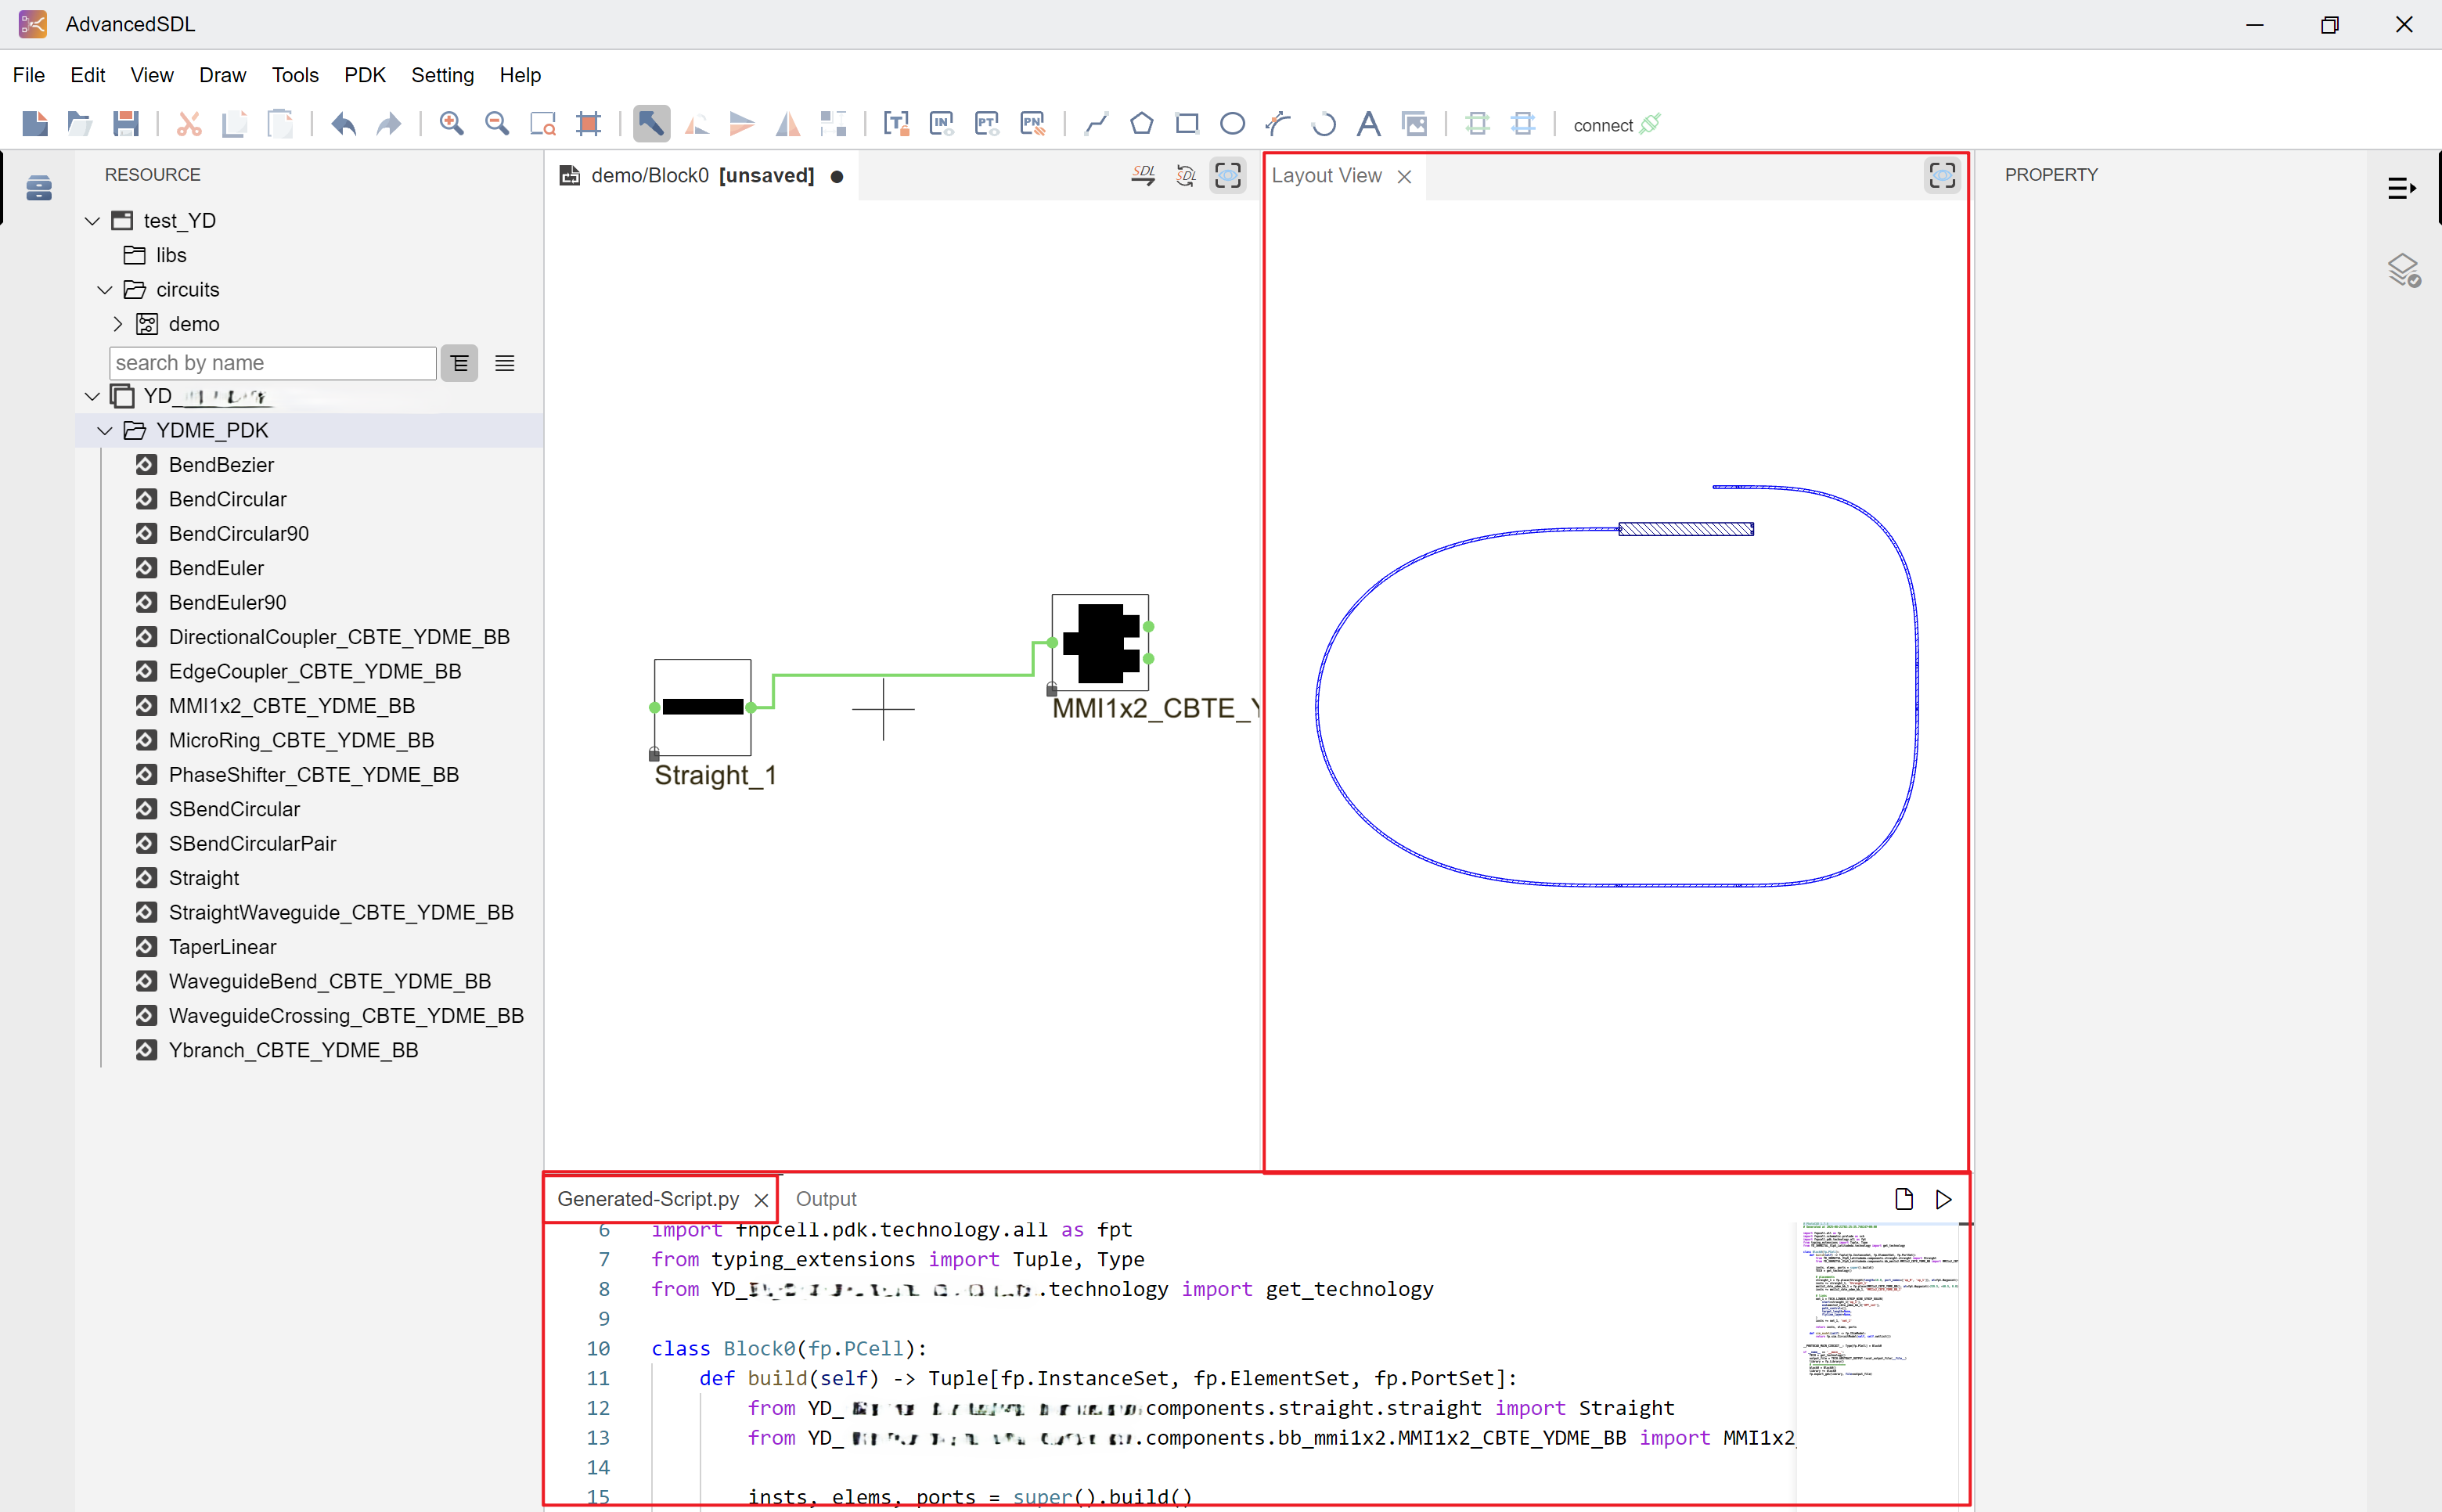 AdvancedSDL
File Edit View Draw Tools PDK Setting Help
IN PT PN connect
RESOURCE
test_YD
libs
circuits
demo
search by name
YD_
YDME_PDK
BendBezier
BendCircular
BendCircular90
BendEuler
BendEuler90
DirectionalCoupler_CBTE_YDME_BB
EdgeCoupler_CBTE_YDME_BB
MMI1x2_CBTE_YDME_BB
MicroRing_CBTE_YDME_BB
PhaseShifter_CBTE_YDME_BB
SBendCircular
SBendCircularPair
Straight
StraightWaveguide_CBTE_YDME_BB
TaperLinear
WaveguideBend_CBTE_YDME_BB
WaveguideCrossing_CBTE_YDME_BB
Ybranch_CBTE_YDME_BB
demo/Block0 [unsaved] SDL SDL
Straight_1
MMI1x2_CBTE_Y
Layout View
PROPERTY
Generated-Script.py Output
6 import fnpcell.pdk.technology.all as fpt
7 from typing_extensions import Tuple, Type
8 from YD_ .technology import get_technology
9
10 class Block0(fp.PCell):
11 def build(self) -> Tuple[fp.InstanceSet, fp.ElementSet, fp.PortSet]:
12 from YD_ components.straight.straight import Straight
13 from YD_ .components.bb_mmi1x2.MMI1x2_CBTE_YDME_BB import MMI1x2
14
15 insts, elems, ports = super().build()